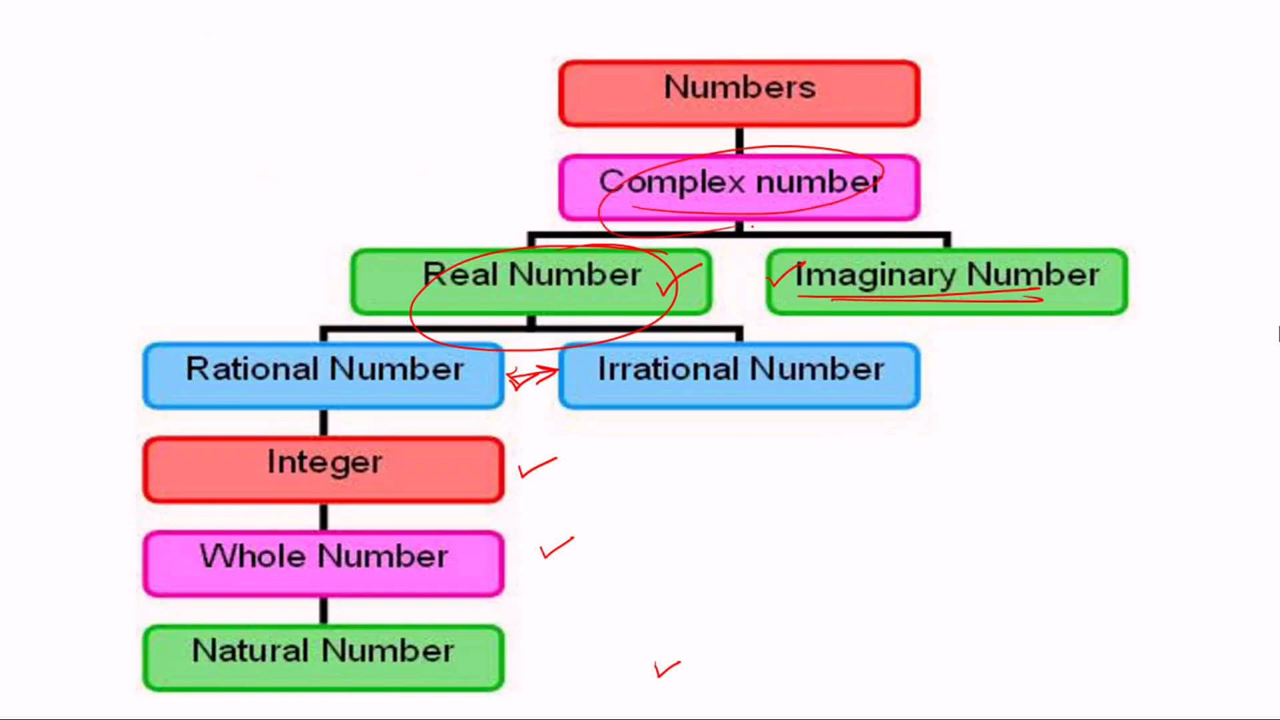 Numbers
Complex number
Real Number
Imaginary Number
Rational Number
Irrational Number
Integer
Whole Number
Natural Number